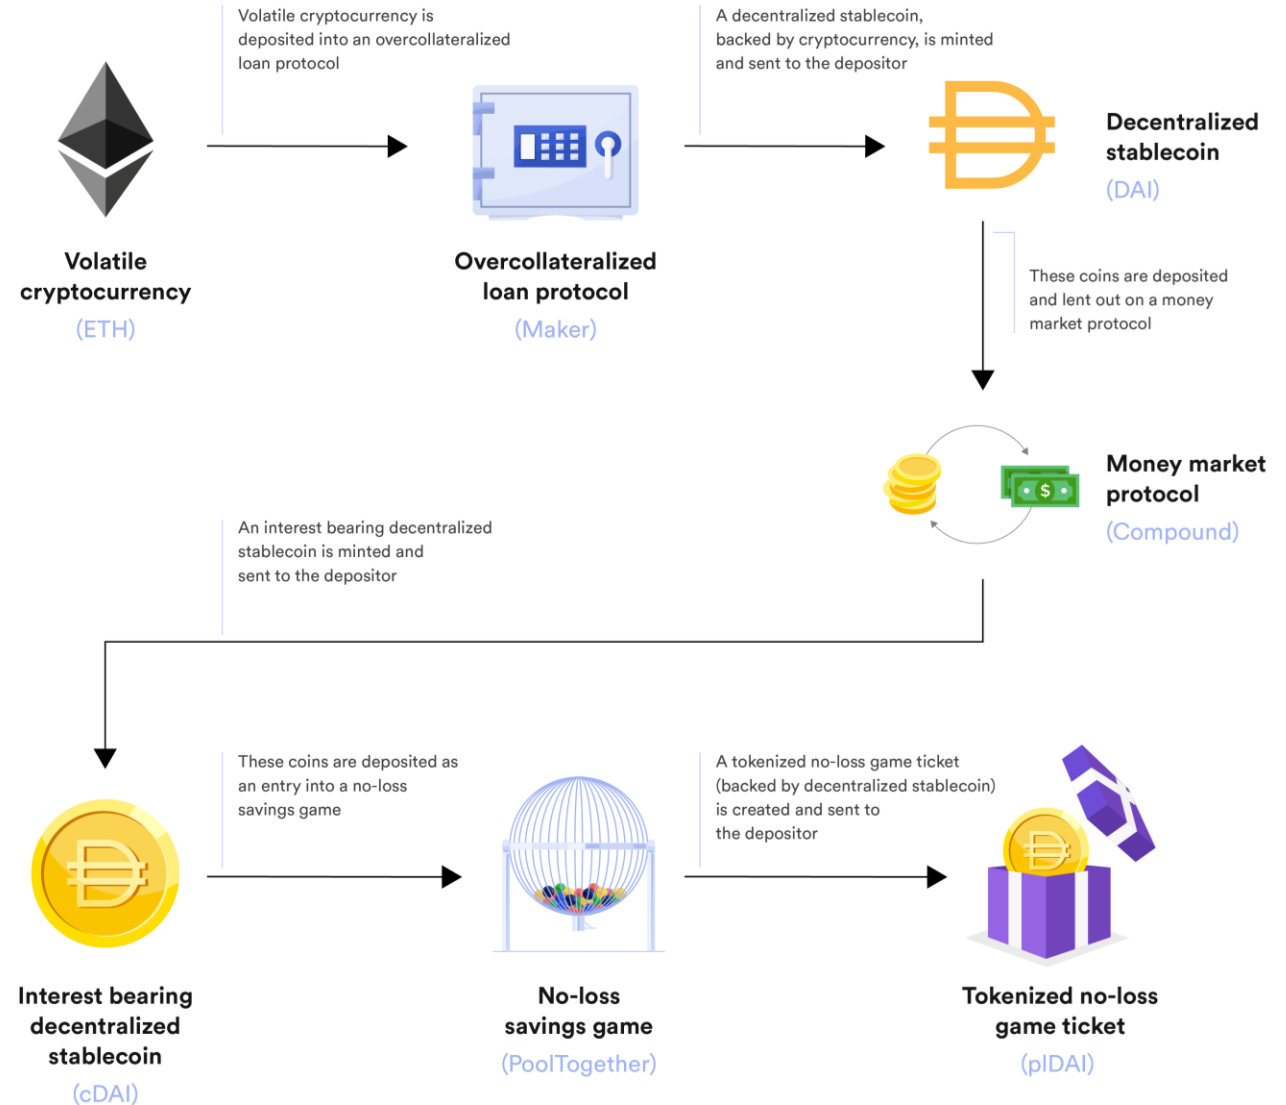 Volatile cryptocurrency is
deposited into an overcollateralized
loan protocol
A decentralized stablecoin,
backed by cryptocurrency, is minted
and sent to the depositor
Volatile
cryptocurrency
(ETH)
Overcollateralized
loan protocol
(Maker)
Decentralized
stablecoin
(DAI)
These coins are deposited
and lent out on a money
market protocol
$
Money market
protocol
(Compound)
An interest bearing decentralized
stablecoin is minted and
sent to the depositor
These coins are deposited as
an entry into a no-loss
savings game
A tokenized no-loss game ticket
(backed by decentralized stablecoin)
is created and sent to
the depositor
Interest bearing
decentralized
stablecoin
(cDAI)
No-loss
savings game
(PoolTogether)
Tokenized no-loss
game ticket
(plDAI)